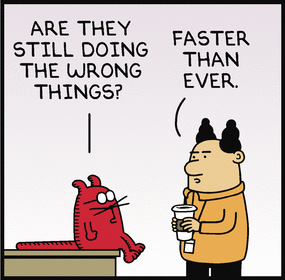 ARE THEY
STILL DOING
THE WRONG
THINGS?
FASTER
THAN
EVER.